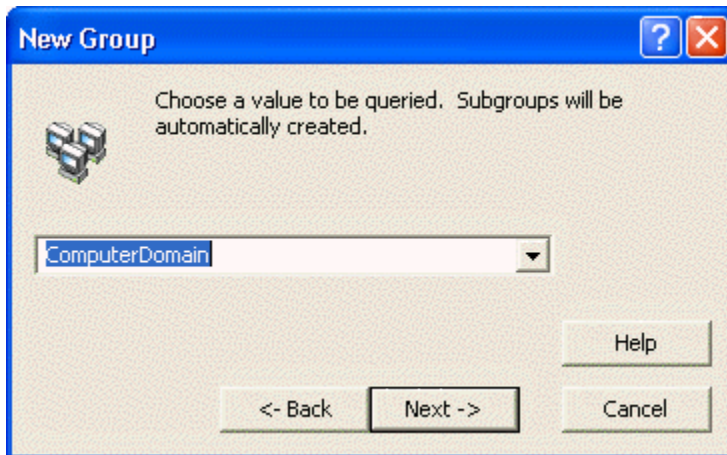 New Group
?
Choose a value to be queried. Subgroups will be
automatically created.
ComputerDomain
Help
<- Back
Next ->
Cancel